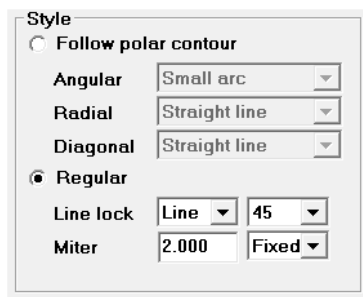 Style
Follow polar contour
Angular Small arc
Radial Straight line
Diagonal Straight line
Regular
Line lock Line 45
Miter 2.000 Fixed